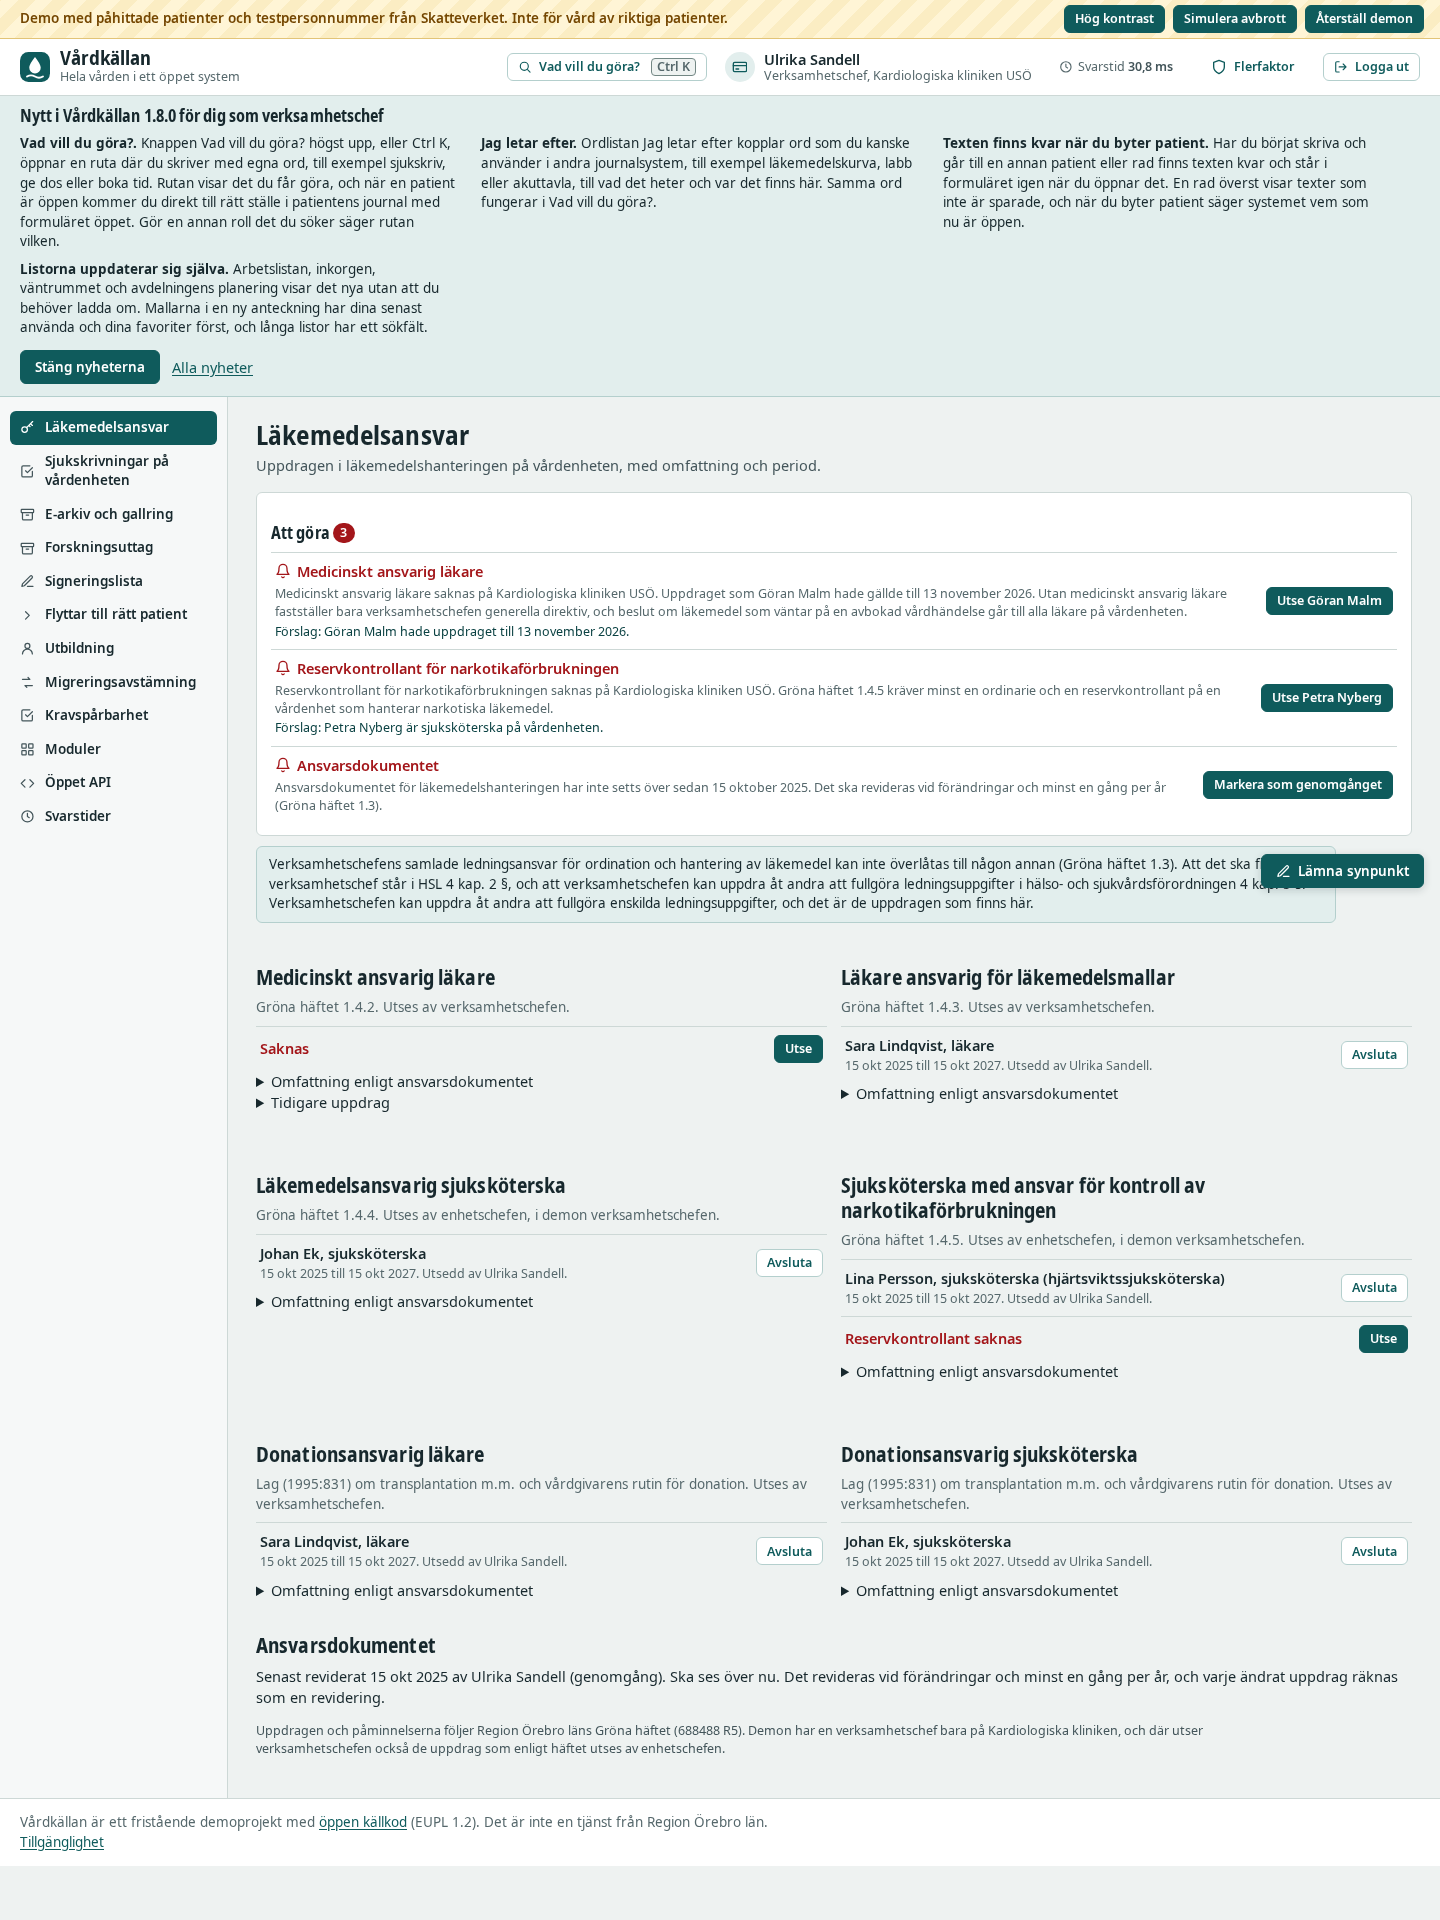 Demo med påhittade patienter och testpersonnummer från Skatteverket. Inte för vård av riktiga patienter.
Hög kontrast
Simulera avbrott
Återställ demon
Vårdkällan
Hela vården i ett öppet system
Vad vill du göra? Ctrl K
Ulrika Sandell
Verksamhetschef, Kardiologiska kliniken USÖ
Svarstid 30,8 ms
Flerfaktor
Logga ut
Nytt i Vårdkällan 1.8.0 för dig som verksamhetschef
Vad vill du göra?. Knappen Vad vill du göra? högst upp, eller Ctrl K,
öppnar en ruta där du skriver med egna ord, till exempel sjukskriv,
ge dos eller boka tid. Rutan visar det du får göra, och när en patient
är öppen kommer du direkt till rätt ställe i patientens journal med
formuläret öppet. Gör en annan roll det du söker säger rutan
vilken.
Jag letar efter. Ordlistan Jag letar efter kopplar ord som du kanske
använder i andra journalsystem, till exempel läkemedelskurva, labb
eller akuttavla, till vad det heter och var det finns här. Samma ord
fungerar i Vad vill du göra?.
Texten finns kvar när du byter patient. Har du börjat skriva och
går till en annan patient eller rad finns texten kvar och står i
formuläret igen när du öppnar det. En rad överst visar texter som
inte är sparade, och när du byter patient säger systemet vem som
nu är öppen.
Listorna uppdaterar sig själva. Arbetslistan, inkorgen,
väntrummet och avdelningens planering visar det nya utan att du
behöver ladda om. Mallarna i en ny anteckning har dina senast
använda och dina favoriter först, och långa listor har ett sökfält.
Stäng nyheterna
Alla nyheter
Läkemedelsansvar
Sjukskrivningar på
vårdenheten
E-arkiv och gallring
Forskningsuttag
Signeringslista
Flyttar till rätt patient
Utbildning
Migreringsavstämning
Kravspårbarhet
Moduler
Öppet API
Svarstider
Läkemedelsansvar
Uppdragen i läkemedelshanteringen på vårdenheten, med omfattning och period.
Att göra 3
Medicinskt ansvarig läkare
Medicinskt ansvarig läkare saknas på Kardiologiska kliniken USÖ. Uppdraget som Göran Malm hade gällde till 13 november 2026. Utan medicinskt ansvarig läkare
fastställer bara verksamhetschefen generella direktiv, och beslut om läkemedel som väntar på en avbokad vårdhändelse går till alla läkare på vårdenheten.
Förslag: Göran Malm hade uppdraget till 13 november 2026.
Utse Göran Malm
Reservkontrollant för narkotikaförbrukningen
Reservkontrollant för narkotikaförbrukningen saknas på Kardiologiska kliniken USÖ. Gröna häftet 1.4.5 kräver minst en ordinarie och en reservkontrollant på en
vårdenhet som hanterar narkotiska läkemedel.
Förslag: Petra Nyberg är sjuksköterska på vårdenheten.
Utse Petra Nyberg
Ansvarsdokumentet
Ansvarsdokumentet för läkemedelshanteringen har inte setts över sedan 15 oktober 2025. Det ska revideras vid förändringar och minst en gång per år
(Gröna häftet 1.3).
Markera som genomgånget
Verksamhetschefens samlade ledningsansvar för ordination och hantering av läkemedel kan inte överlåtas till någon annan (Gröna häftet 1.3). Att det ska
verksamhetschef står i HSL 4 kap. 2 §, och att verksamhetschefen kan uppdra åt andra att fullgöra ledningsuppgifter i hälso- och sjukvårdsförordningen 4
Verksamhetschefen kan uppdra åt andra att fullgöra enskilda ledningsuppgifter, och det är de uppdragen som finns här.
Lämna synpunkt
Medicinskt ansvarig läkare
Gröna häftet 1.4.2. Utses av verksamhetschefen.
Saknas
Utse
Omfattning enligt ansvarsdokumentet
Tidigare uppdrag
Läkare ansvarig för läkemedelsmallar
Gröna häftet 1.4.3. Utses av verksamhetschefen.
Sara Lindqvist, läkare
15 okt 2025 till 15 okt 2027. Utsedd av Ulrika Sandell.
Avsluta
Omfattning enligt ansvarsdokumentet
Läkemedelsansvarig sjuksköterska
Gröna häftet 1.4.4. Utses av enhetschefen, i demon verksamhetschefen.
Johan Ek, sjuksköterska
15 okt 2025 till 15 okt 2027. Utsedd av Ulrika Sandell.
Avsluta
Omfattning enligt ansvarsdokumentet
Sjuksköterska med ansvar för kontroll av
narkotikaförbrukningen
Gröna häftet 1.4.5. Utses av enhetschefen, i demon verksamhetschefen.
Lina Persson, sjuksköterska (hjärtsviktssjuksköterska)
15 okt 2025 till 15 okt 2027. Utsedd av Ulrika Sandell.
Avsluta
Reservkontrollant saknas
Utse
Omfattning enligt ansvarsdokumentet
Donationsansvarig läkare
Lag (1995:831) om transplantation m.m. och vårdgivarens rutin för donation. Utses av
verksamhetschefen.
Sara Lindqvist, läkare
15 okt 2025 till 15 okt 2027. Utsedd av Ulrika Sandell.
Avsluta
Omfattning enligt ansvarsdokumentet
Donationsansvarig sjuksköterska
Lag (1995:831) om transplantation m.m. och vårdgivarens rutin för donation. Utses av
verksamhetschefen.
Johan Ek, sjuksköterska
15 okt 2025 till 15 okt 2027. Utsedd av Ulrika Sandell.
Avsluta
Omfattning enligt ansvarsdokumentet
Ansvarsdokumentet
Senast reviderat 15 okt 2025 av Ulrika Sandell (genomgång). Ska ses över nu. Det revideras vid förändringar och minst en gång per år, och varje ändrat uppdrag räknas
som en revidering.
Uppdragen och påminnelserna följer Region Örebro läns Gröna häftet (688488 R5). Demon har en verksamhetschef bara på Kardiologiska kliniken, och där utser
verksamhetschefen också de uppdrag som enligt häftet utses av enhetschefen.
Vårdkällan är ett fristående demoprojekt med öppen källkod (EUPL 1.2). Det är inte en tjänst från Region Örebro län.
Tillgänglighet